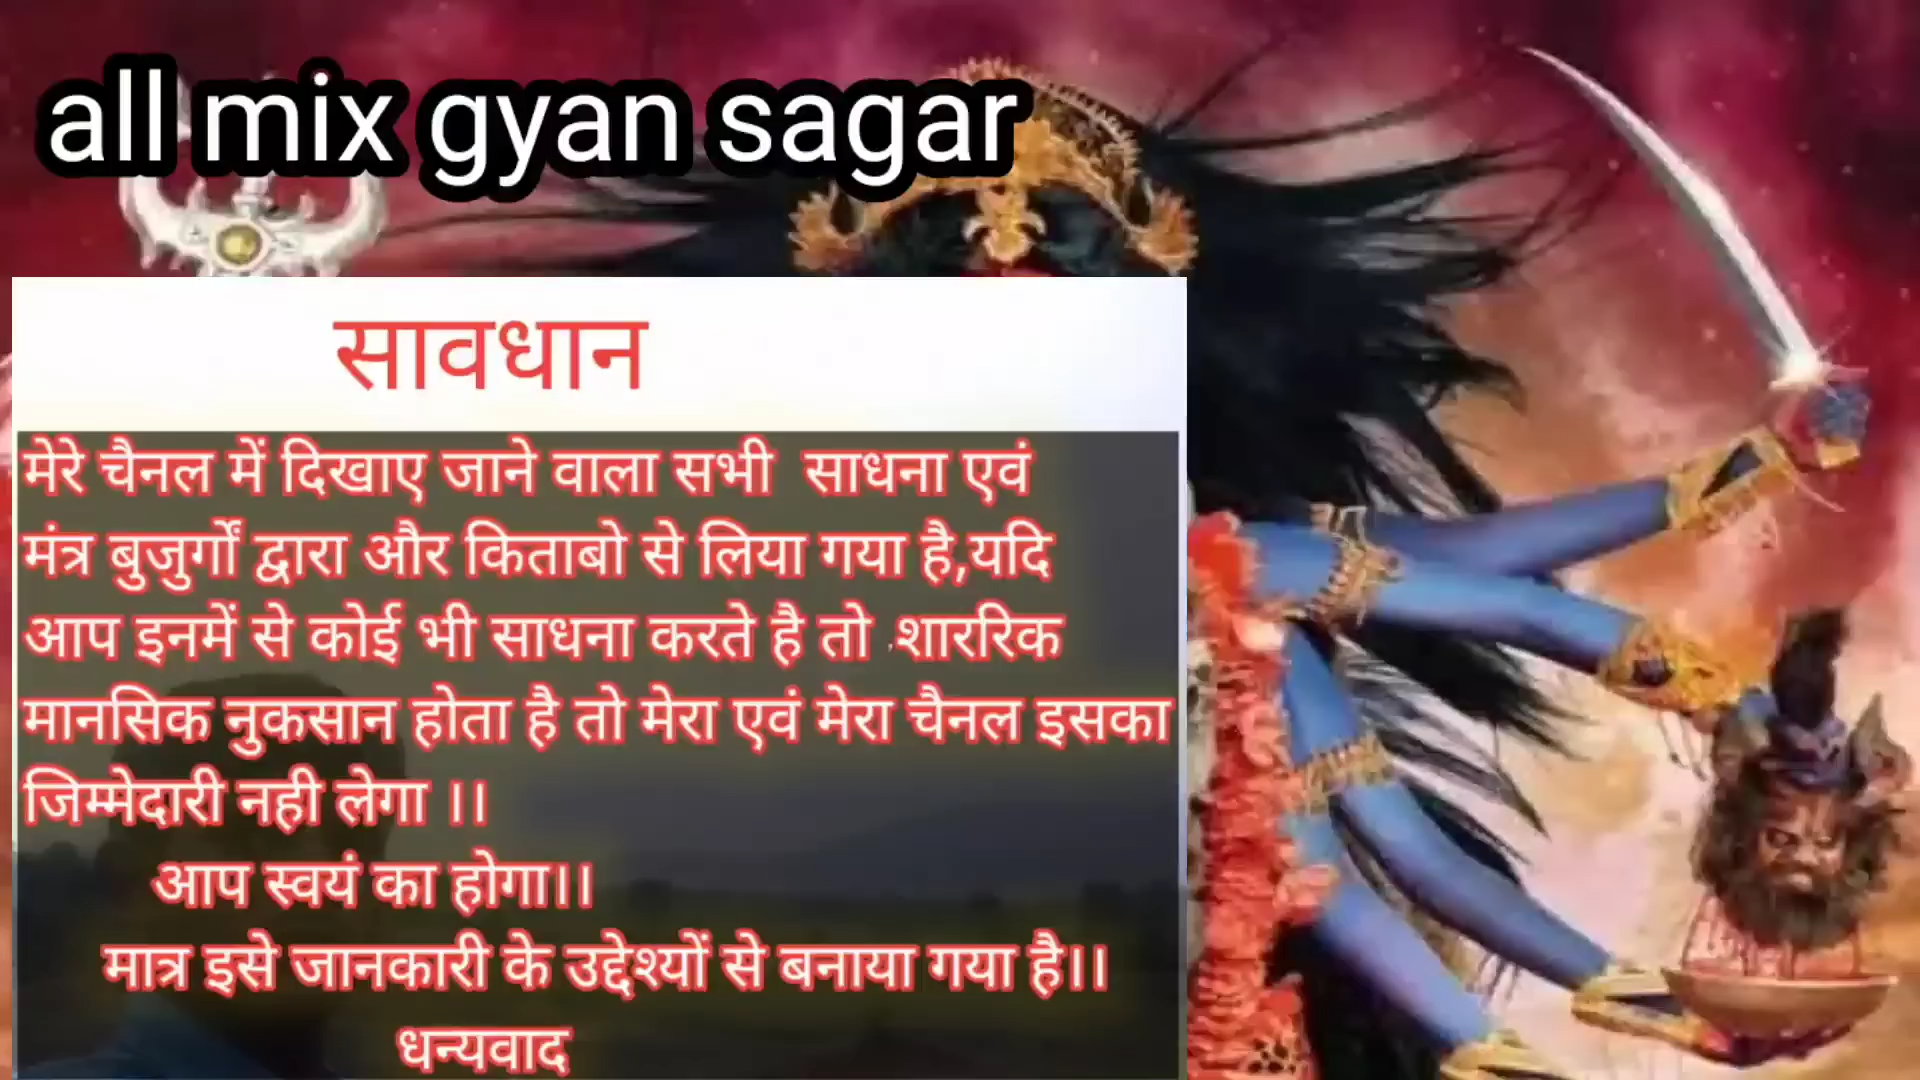 all mix gyan sagar
सावधान
मेरे चैनल में दिखाए जाने वाला सभी साधना एवं
मंत्र बुजुर्गों द्वारा और किताबो से लिया गया है,यदि
आप इनमें से कोई भी साधना करते है तो .शाररिक
मानसिक नुकसान होता है तो मेरा एवं मेरा चैनल इसका
जिम्मेदारी नही लेगा ।।
आप स्वयं का होगा।।
मात्र इसे जानकारी के उद्देश्यों से बनाया गया है।।
धन्यवाद